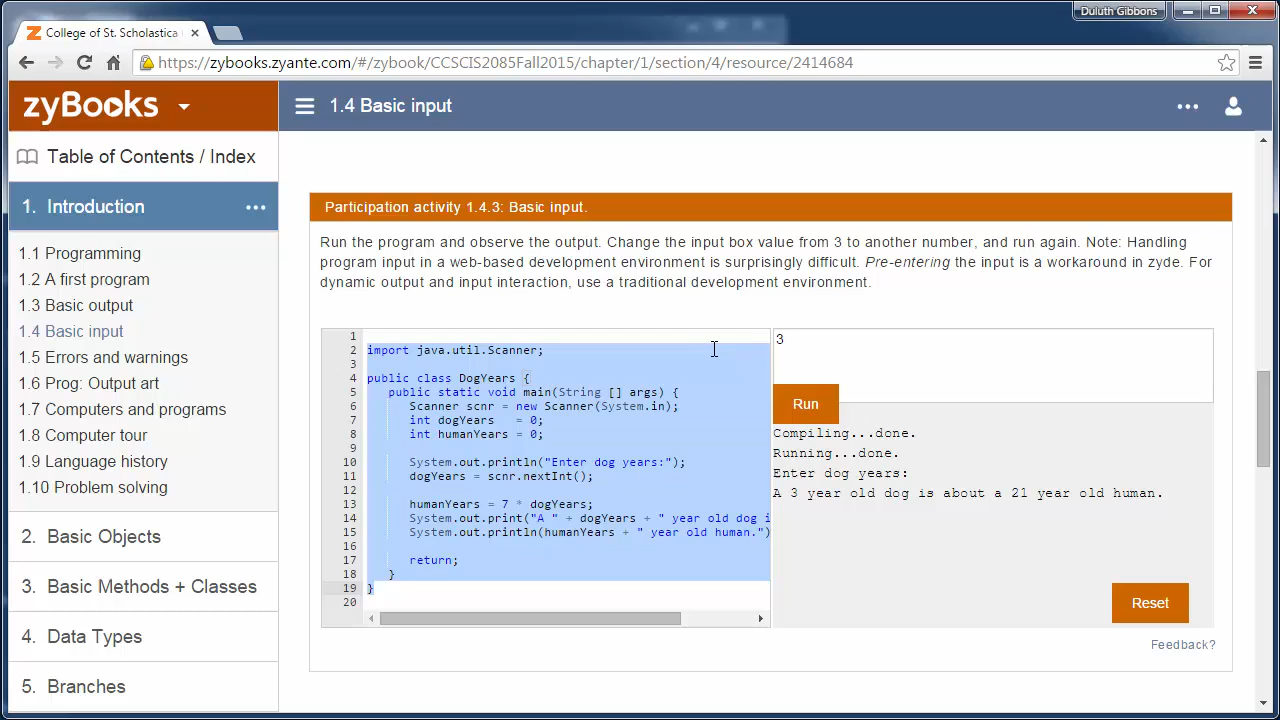 Duluth Gibbons
College of St. Scholastica
https://zybooks.zyante.com/#/zybook/CCSCIS2085Fall2015/chapter/1/section/4/resource/2414684
zyBooks
1.4 Basic input
Table of Contents / Index
1. Introduction
1.1 Programming
1.2 A first program
1.3 Basic output
1.4 Basic input
1.5 Errors and warnings
1.6 Prog: Output art
1.7 Computers and programs
1.8 Computer tour
1.9 Language history
1.10 Problem solving
2. Basic Objects
3. Basic Methods + Classes
4. Data Types
5. Branches
Participation activity 1.4.3: Basic input.
Run the program and observe the output. Change the input box value from 3 to another number, and run again. Note: Handling
program input in a web-based development environment is surprisingly difficult. Pre-entering the input is a workaround in zyde. For
dynamic output and input interaction, use a traditional development environment.
1
2 import java.util.Scanner;
3
4 public class DogYears {
5 public static void main(String [] args) {
6 Scanner scnr = new Scanner(System.in);
7 int dogYears = 0;
8 int humanYears = 0;
9
10 System.out.println("Enter dog years:");
11 dogYears = scnr.nextInt();
12
13 humanYears = 7 * dogYears;
14 System.out.print("A " + dogYears + " year old dog i
15 System.out.println(humanYears + " year old human.")
16
17 return;
18 }
19 }
20
3
Run
Compiling...done.
Running...done.
Enter dog years:
A 3 year old dog is about a 21 year old human.
Reset
Feedback?